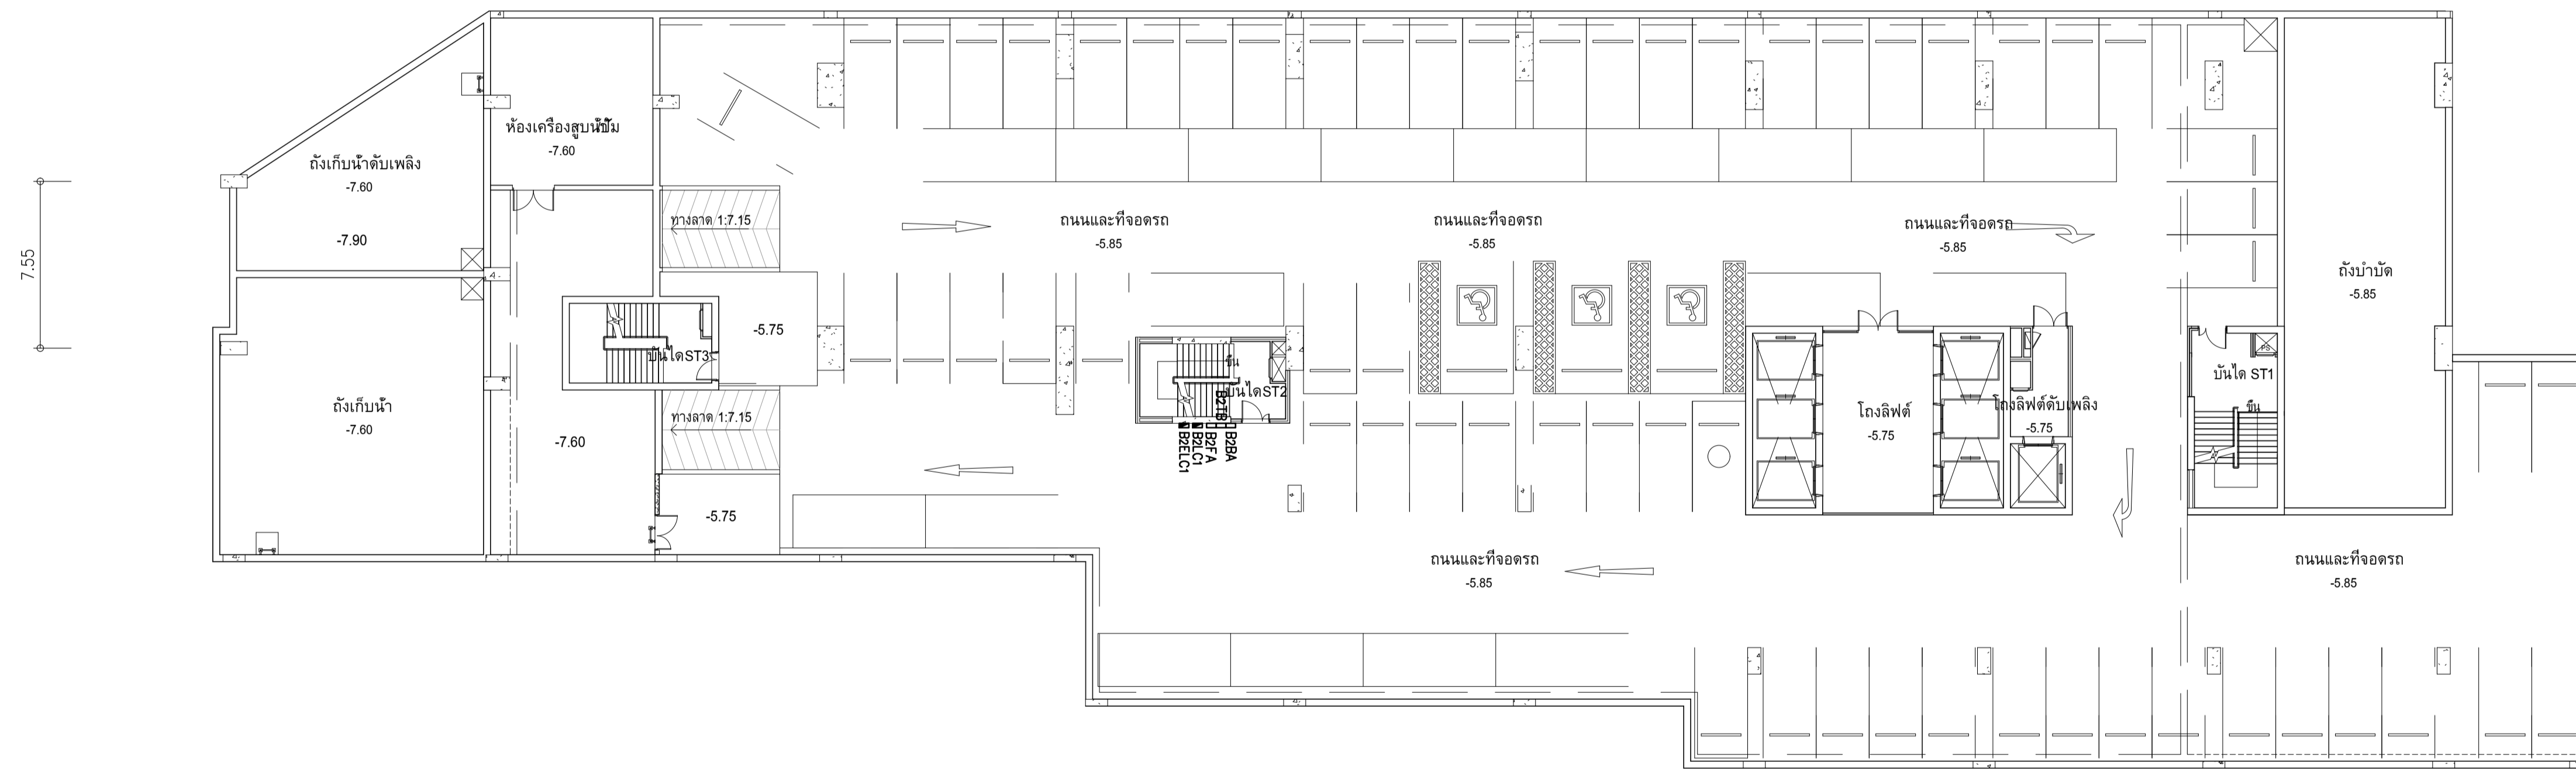 ห้องเครื่องสูบน้ำ
-7.60
ถังเก็บน้ำดับเพลิง
-7.60
-7.90
7.55
ทางลาด 1:7.15
ถนนและที่จอดรถ
-5.85
ถนนและที่จอดรถ
-5.85
ถนนและที่จอดรถ
-5.85
ถังบำบัด
-5.85
-5.75
บันไดST3
ขึ้น
บันไดST2
B2TB
B2ELC1
B2LC1
B2FA
B2BA
PS
บันได ST1
ขึ้น
ถังเก็บน้ำ
-7.60
-7.60
ทางลาด 1:7.15
-5.75
โถงลิฟต์
-5.75
โถงลิฟต์ดับเพลิง
-5.75
ถนนและที่จอดรถ
-5.85
ถนนและที่จอดรถ
-5.85